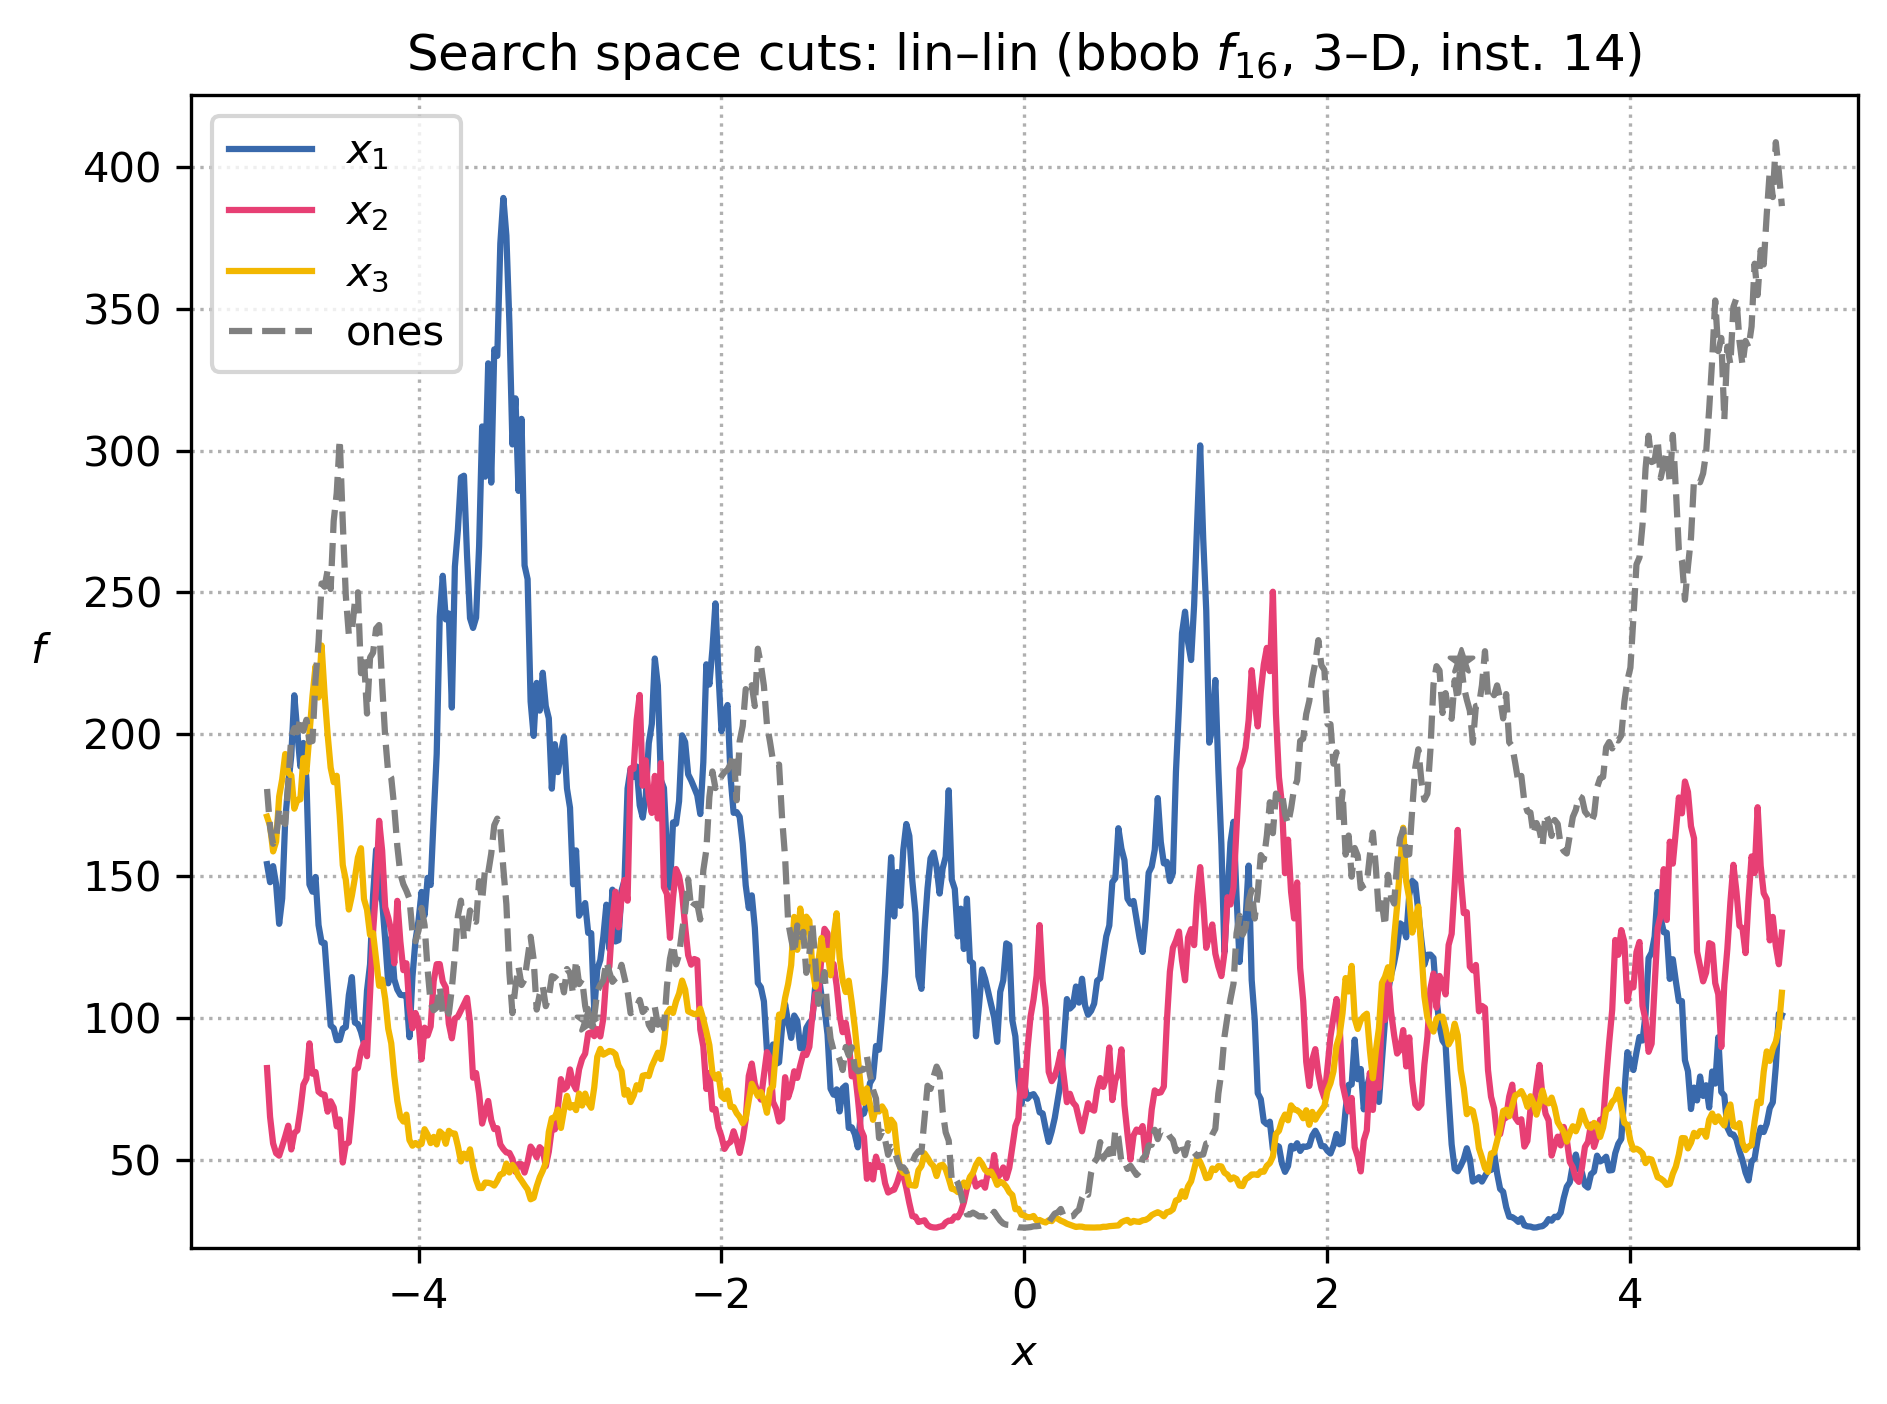 Search space cuts: lin–lin (bbob f₁₆, 3–D, inst. 14)
x₁
x₂
x₃
ones
400
350
300
250
200
150
100
50
f
−4 −2 0 2 4
x